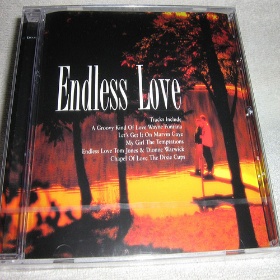 Endless Love
Tracks Include
A Groovy Kind Of Love Wayne Fontana
Let's Get It On Marvin Gaye
My Girl The Temptations
Endless Love Tom Jones & Dionne Warwick
Chapel Of Love The Dixie Cups